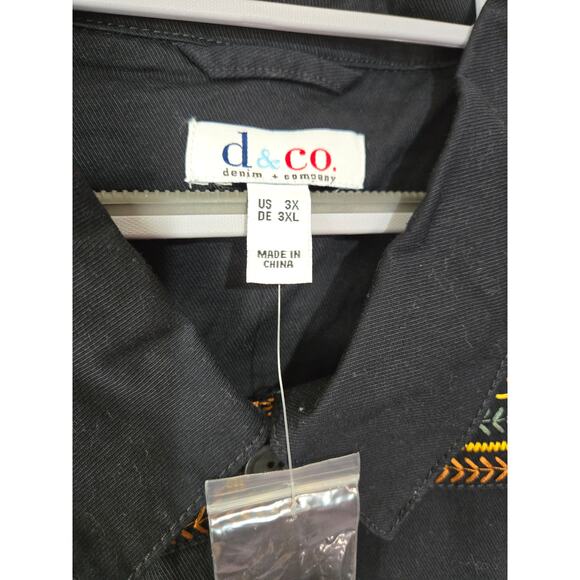 d&co.
denim + company
US 3X
DE 3XL
MADE IN
CHINA